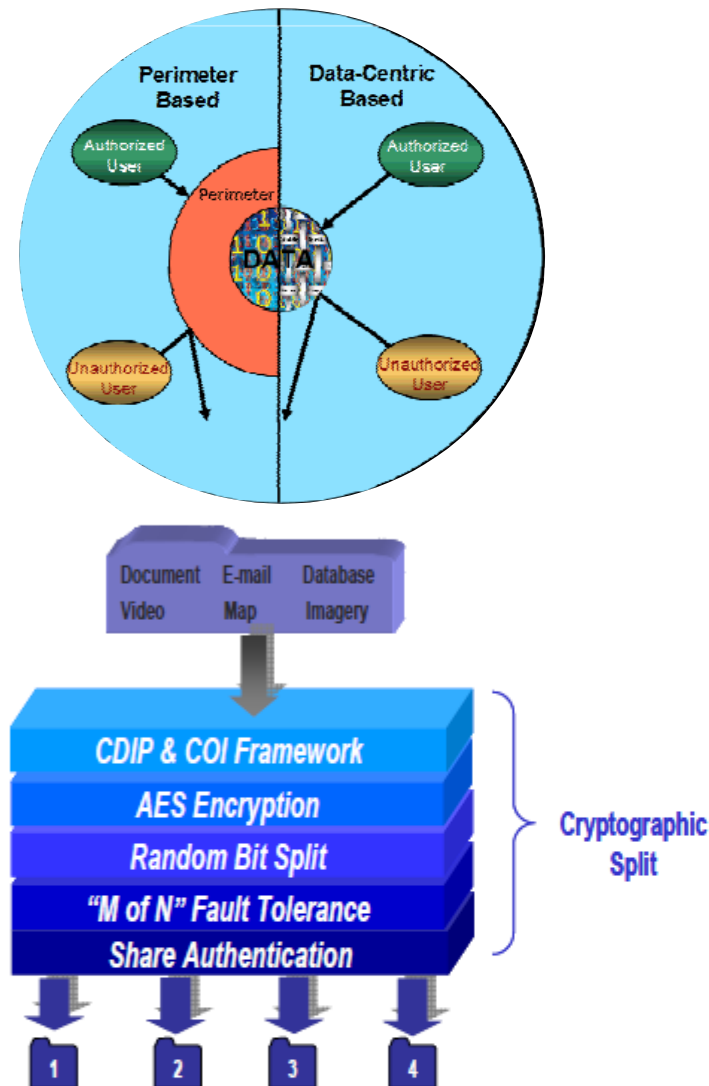 Perimeter
Based
Data-Centric
Based
Authorized
User
Authorized
User
Perimeter
DATA
Unauthorized
User
Unauthorized
User
Document E-mail Database
Video Map Imagery
CDIP & COI Framework
AES Encryption
Random Bit Split
“M of N” Fault Tolerance
Share Authentication
Cryptographic
Split
1 2 3 4